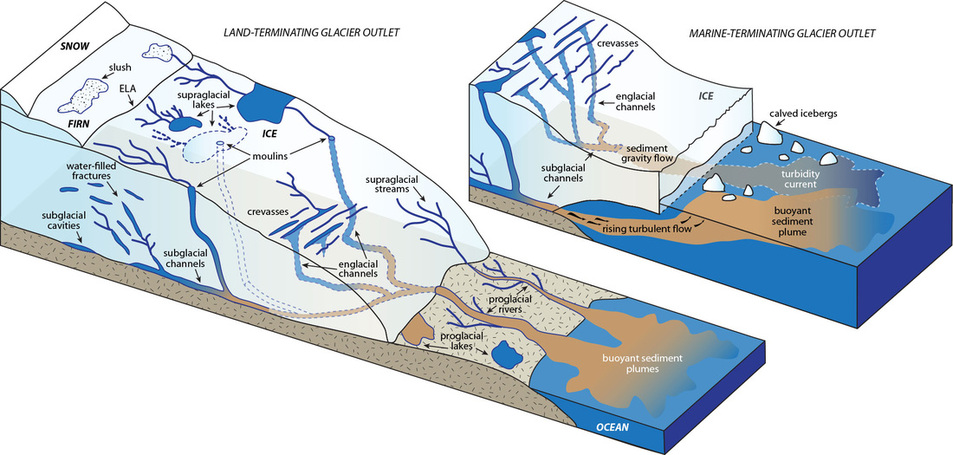 LAND-TERMINATING GLACIER OUTLET
SNOW
slush
ELA
FIRN
supraglacial
lakes
ICE
moulins
water-filled
fractures
supraglacial
streams
subglacial
cavities
crevasses
subglacial
channels
englacial
channels
proglacial
rivers
proglacial
lakes
buoyant sediment
plumes
OCEAN
MARINE-TERMINATING GLACIER OUTLET
crevasses
ICE
englacial
channels
calved icebergs
sediment
gravity flow
subglacial
channels
turbidity
current
buoyant
sediment
plume
rising turbulent flow